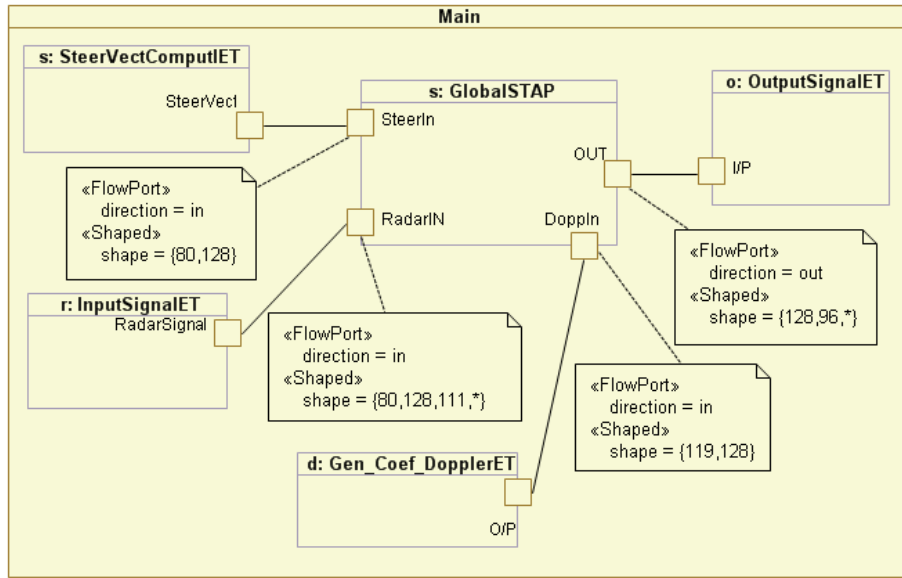 Main
s: SteerVectComputIET
SteerVect
s: GlobalSTAP
SteerIn
OUT
RadarIN
DoppIn
o: OutputSignalET
I/P
«FlowPort»
direction = in
«Shaped»
shape = {80,128}
r: InputSignalET
RadarSignal
«FlowPort»
direction = in
«Shaped»
shape = {80,128,111,*}
«FlowPort»
direction = out
«Shaped»
shape = {128,96,*}
«FlowPort»
direction = in
«Shaped»
shape = {119,128}
d: Gen_Coef_DopplerET
O/P